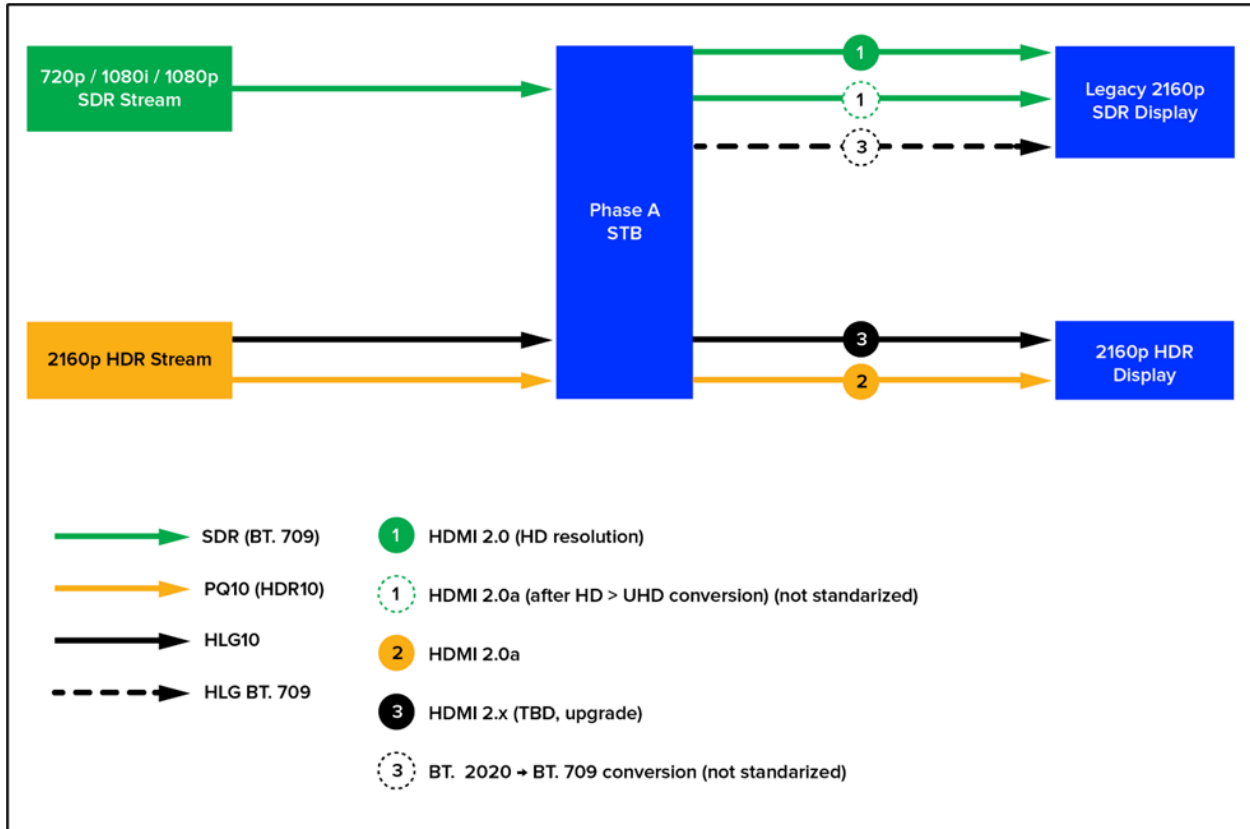 720p / 1080i / 1080p
SDR Stream
1
1
3
Legacy 2160p
SDR Display
Phase A
STB
2160p HDR Stream
3
2
2160p HDR
Display
SDR (BT. 709)
PQ10 (HDR10)
HLG10
HLG BT. 709
1 HDMI 2.0 (HD resolution)
1 HDMI 2.0a (after HD > UHD conversion) (not standarized)
2 HDMI 2.0a
3 HDMI 2.x (TBD, upgrade)
3 BT. 2020 → BT. 709 conversion (not standarized)